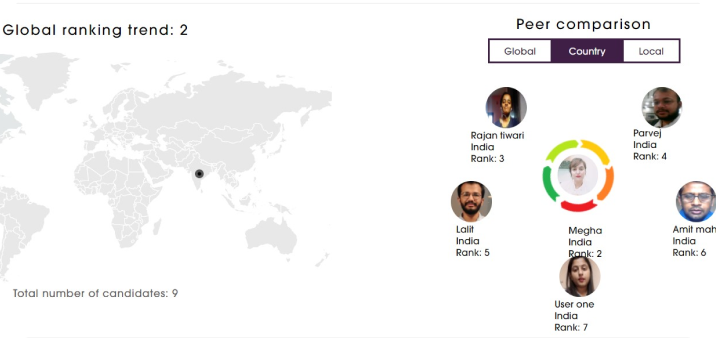 Global ranking trend: 2
Total number of candidates: 9
Peer comparison
Global Country Local
Rajan tiwari
India
Rank: 3
Parvej
India
Rank: 4
Lalit
India
Rank: 5
Megha
India
Rank: 2
Amit mah
India
Rank: 6
User one
India
Rank: 7